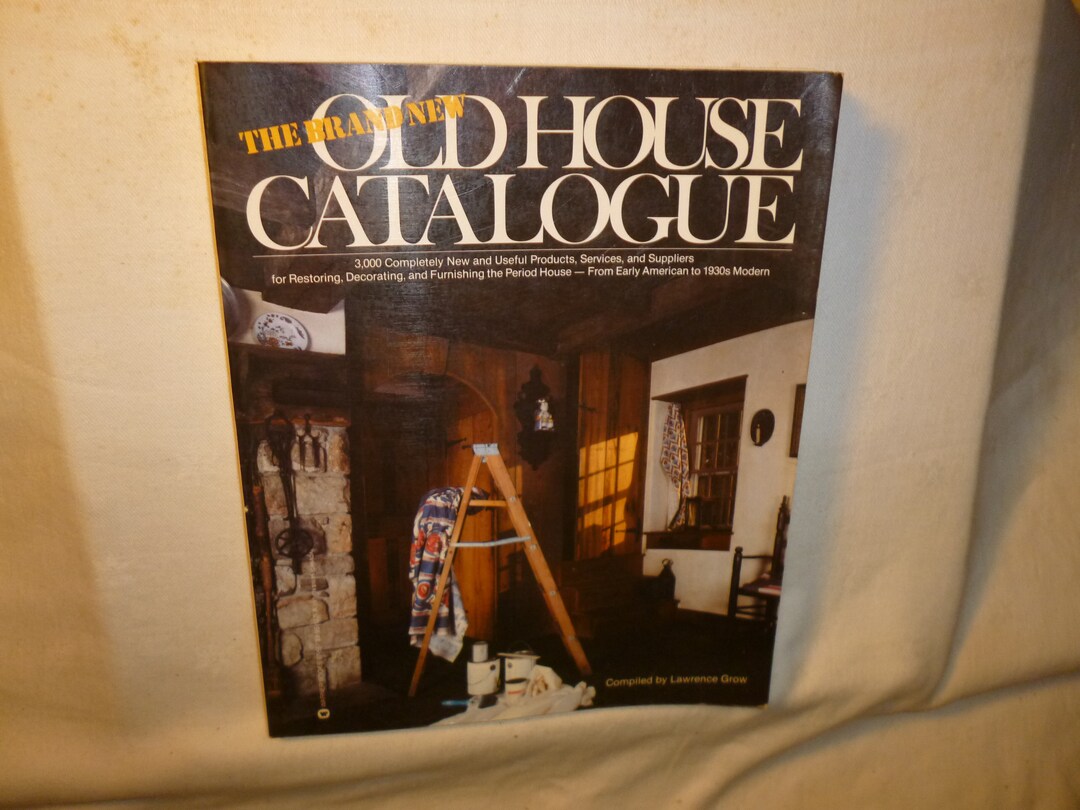 THE BRAND NEW
OLD HOUSE
CATALOGUE
3,000 Completely New and Useful Products, Services, and Suppliers
for Restoring, Decorating, and Furnishing the Period House — From Early American to 1930s Modern
Compiled by Lawrence Grow